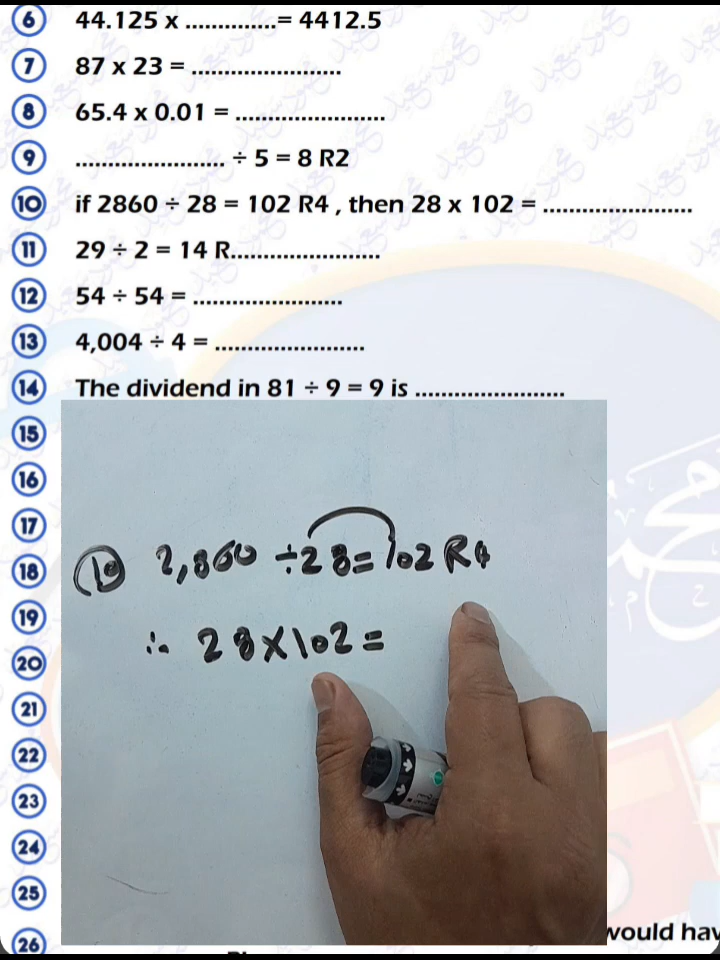 6 44.125 x .............= 4412.5
7 87 x 23 = .......................
8 65.4 x 0.01 = .......................
9 ....................... ÷ 5 = 8 R2
10 if 2860 ÷ 28 = 102 R4 , then 28 x 102 = .......................
11 29 ÷ 2 = 14 R.......................
12 54 ÷ 54 = .......................
13 4,004 ÷ 4 = .......................
14 The dividend in 81 ÷ 9 = 9 is .......................
15
16
17
18
19
20
21
22
23
24
25
26
10 2,860 ÷ 28 = 102 R4
∴ 28 × 102 =
would hav